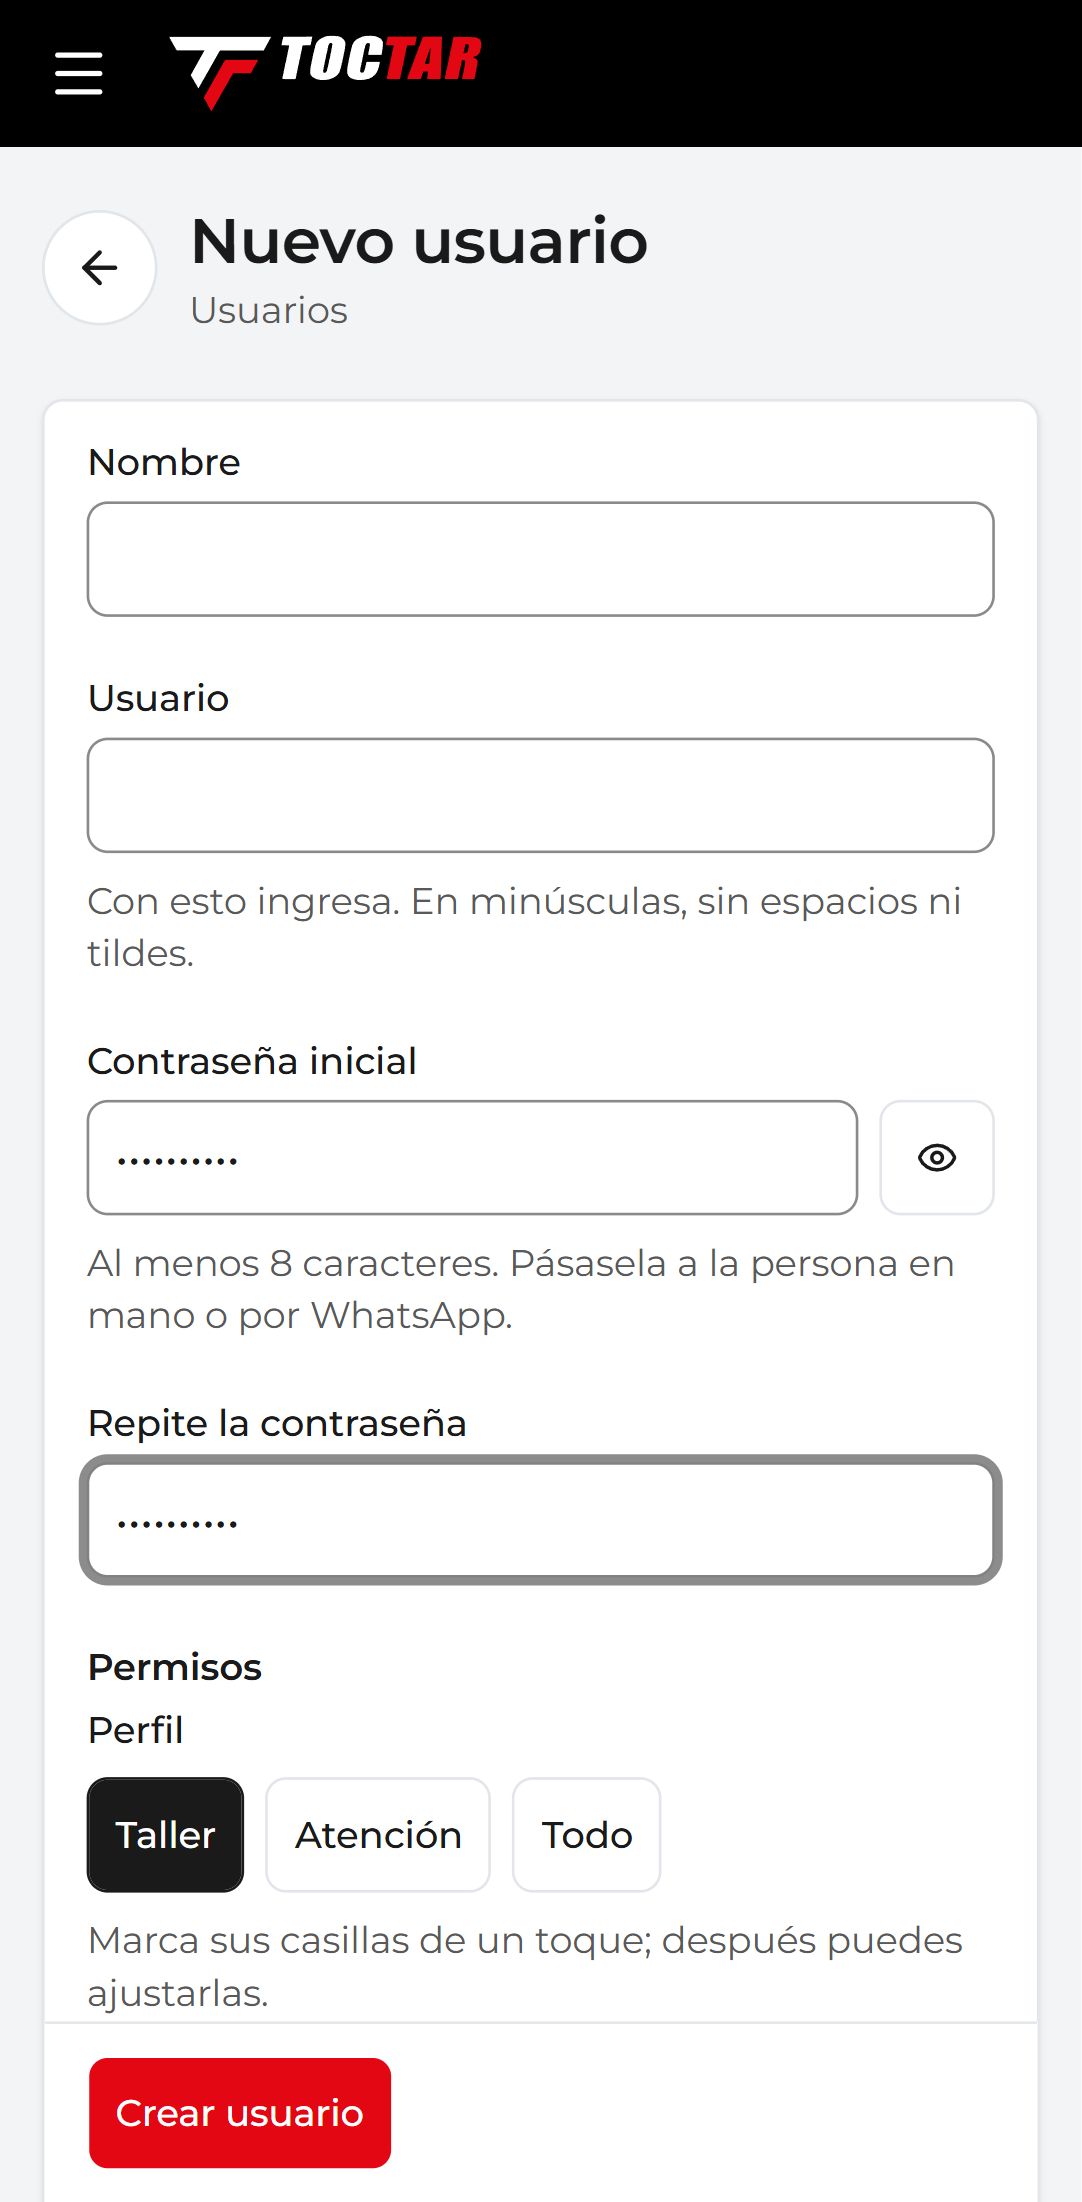 TOCTAR
Nuevo usuario
Usuarios
Nombre
Usuario
Con esto ingresa. En minúsculas, sin espacios ni
tildes.
Contraseña inicial
••••••••••
Al menos 8 caracteres. Pásasela a la persona en
mano o por WhatsApp.
Repite la contraseña
••••••••••
Permisos
Perfil
Taller Atención Todo
Marca sus casillas de un toque; después puedes
ajustarlas.
Crear usuario